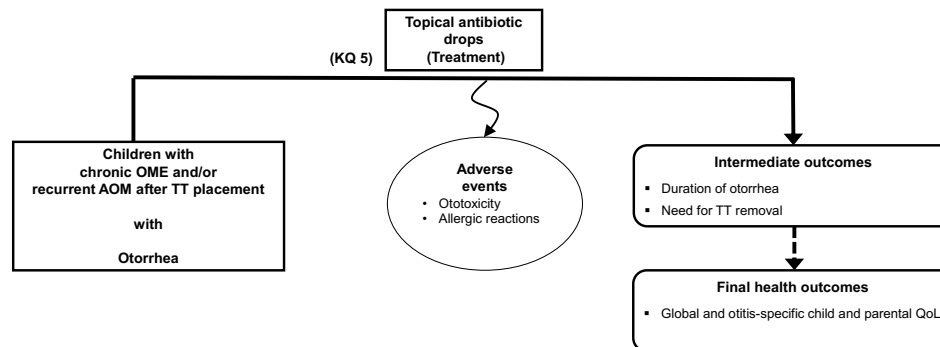 Topical antibiotic
drops
(Treatment)
(KQ 5)
Children with
chronic OME and/or
recurrent AOM after TT placement
with
Otorrhea
Adverse
events
• Ototoxicity
• Allergic reactions
Intermediate outcomes
▪ Duration of otorrhea
▪ Need for TT removal
Final health outcomes
▪ Global and otitis-specific child and parental QoL